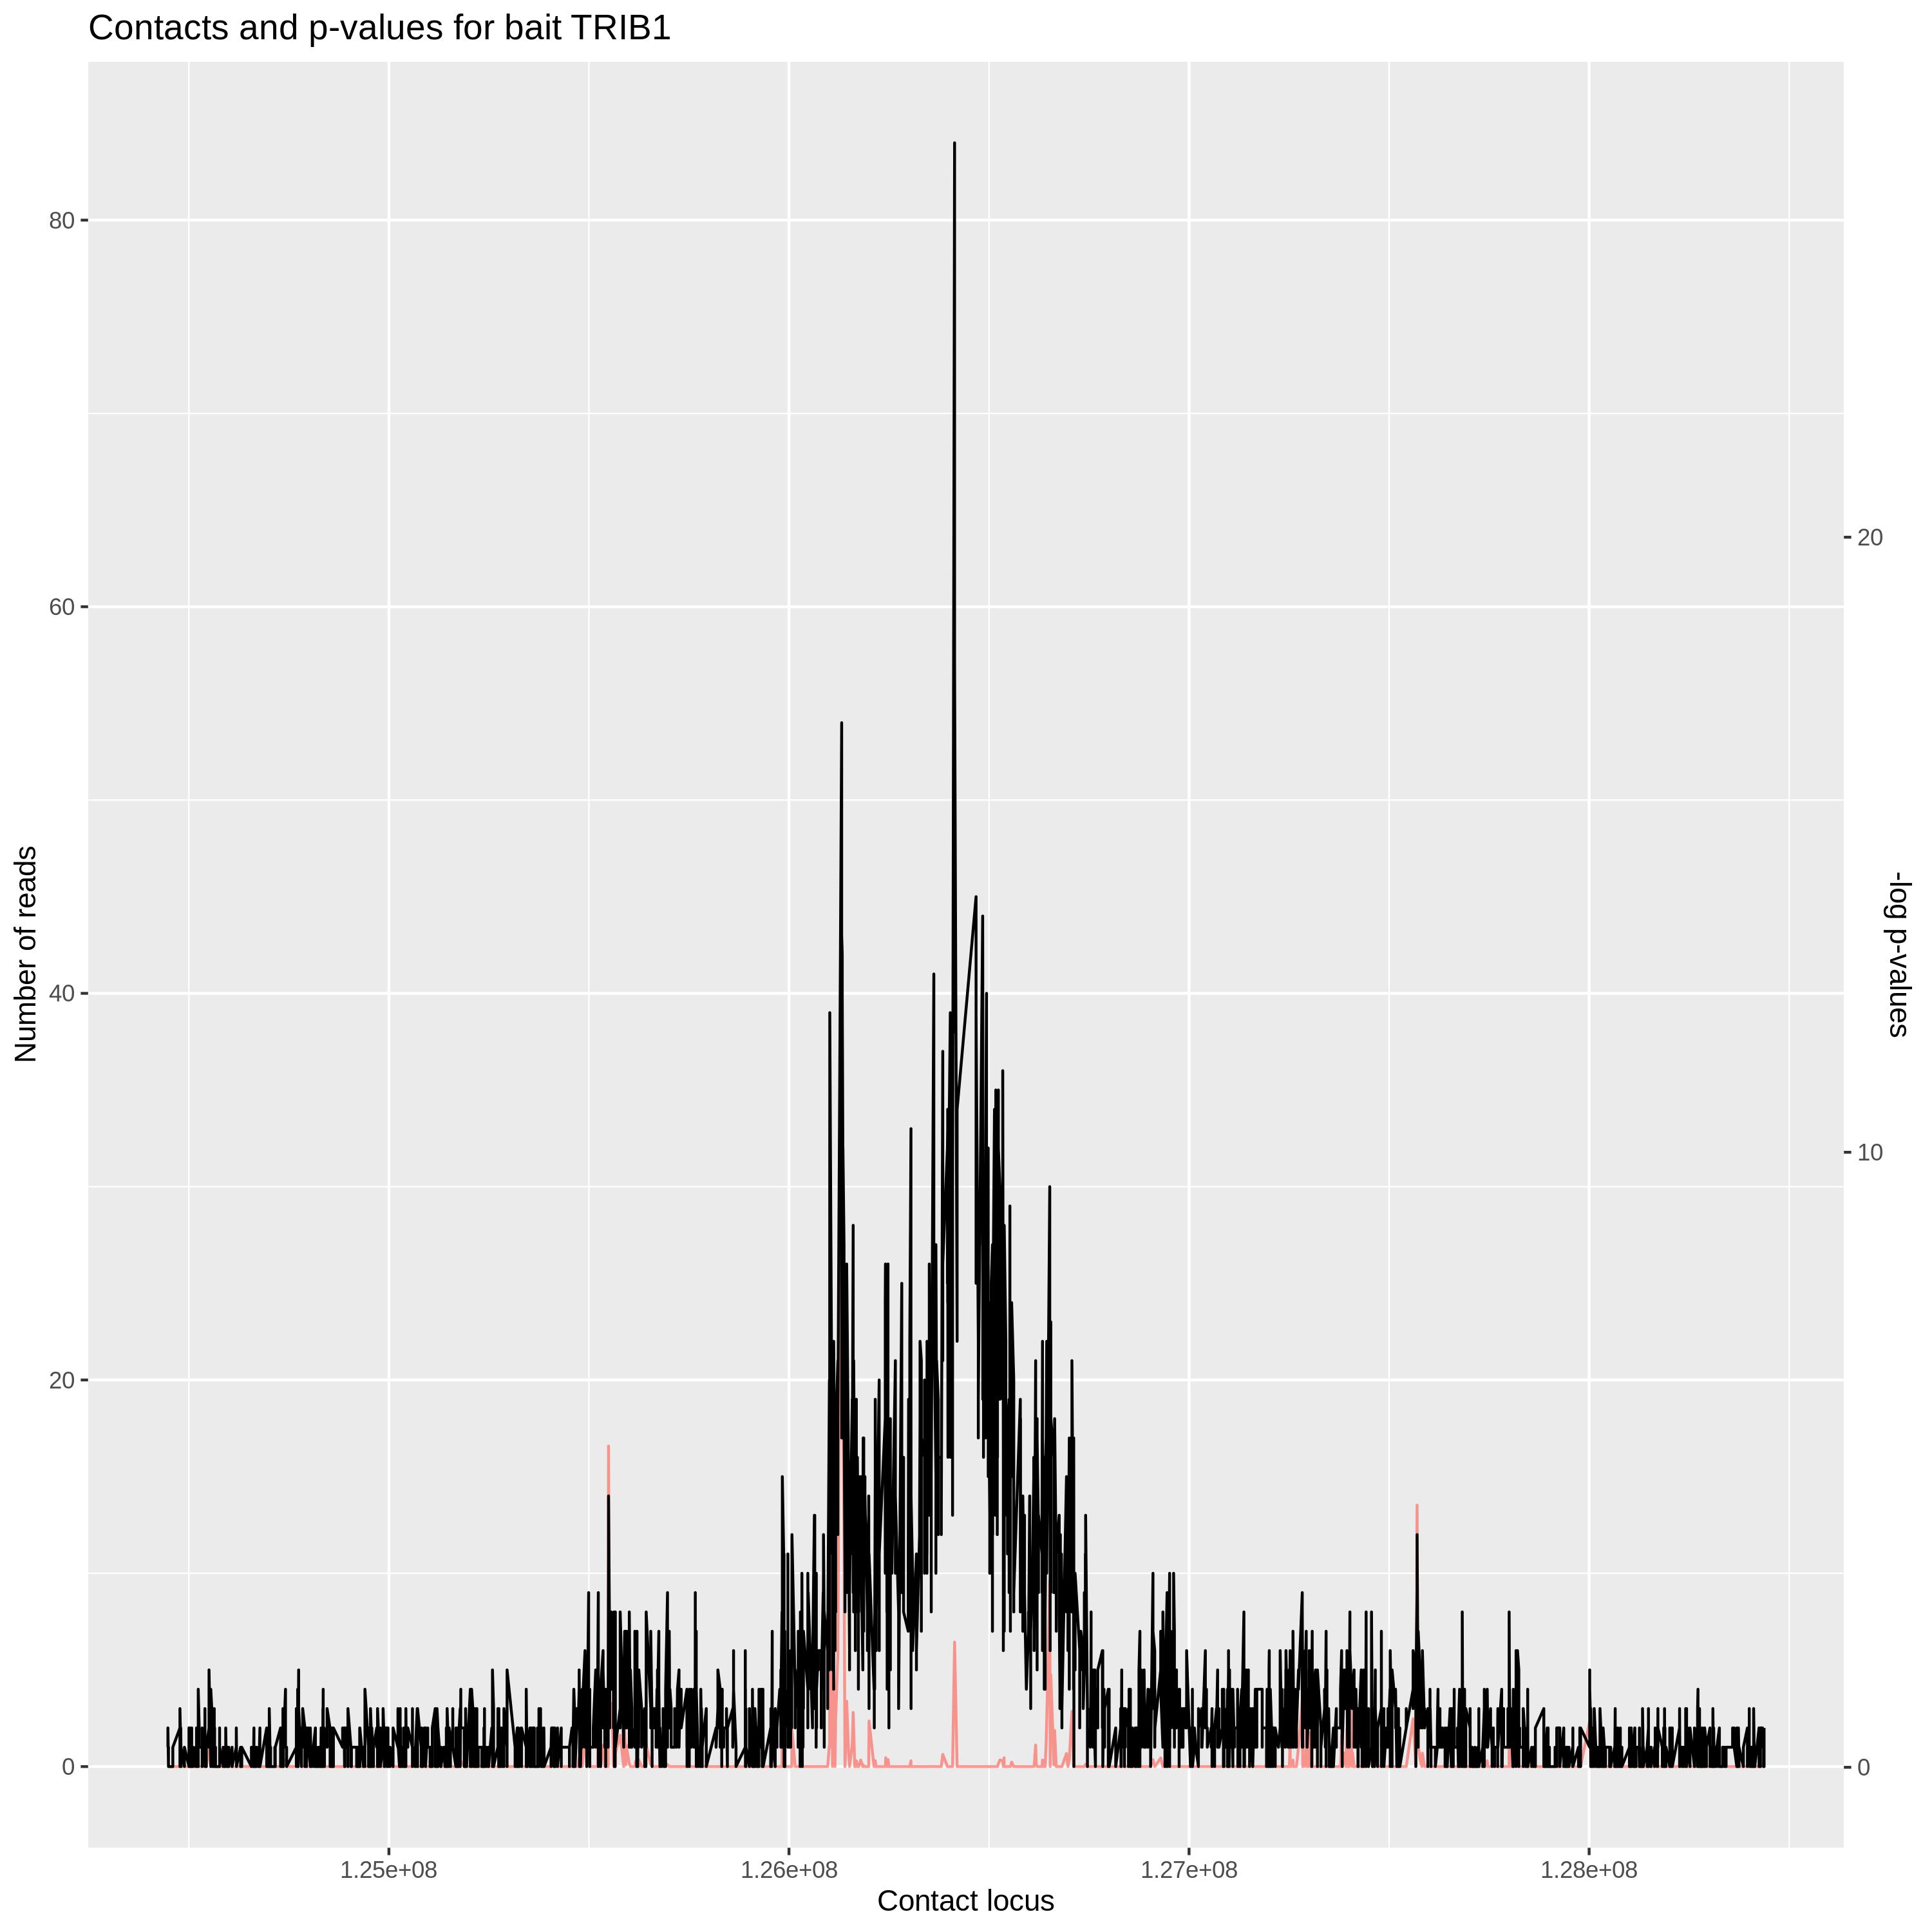 Contacts and p-values for bait TRIB1
80
60
40
20
0
Number of reads
20
10
0
-log p-values
1.25e+08
1.26e+08
1.27e+08
1.28e+08
Contact locus